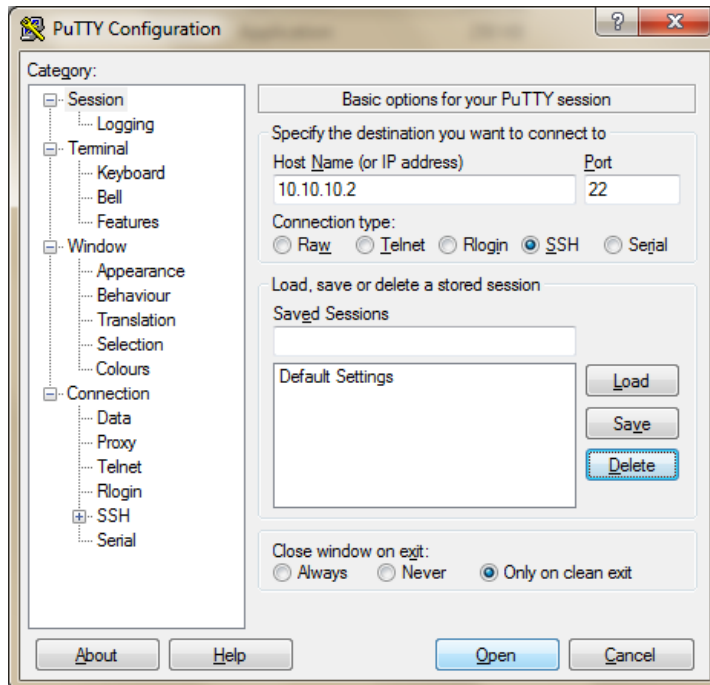 PuTTY Configuration
Category:
Session
Logging
Terminal
Keyboard
Bell
Features
Window
Appearance
Behaviour
Translation
Selection
Colours
Connection
Data
Proxy
Telnet
Rlogin
SSH
Serial
Basic options for your PuTTY session
Specify the destination you want to connect to
Host Name (or IP address) Port
10.10.10.2 22
Connection type:
Raw Telnet Rlogin SSH Serial
Load, save or delete a stored session
Saved Sessions
Default Settings
Load
Save
Delete
Close window on exit:
Always Never Only on clean exit
About Help Open Cancel